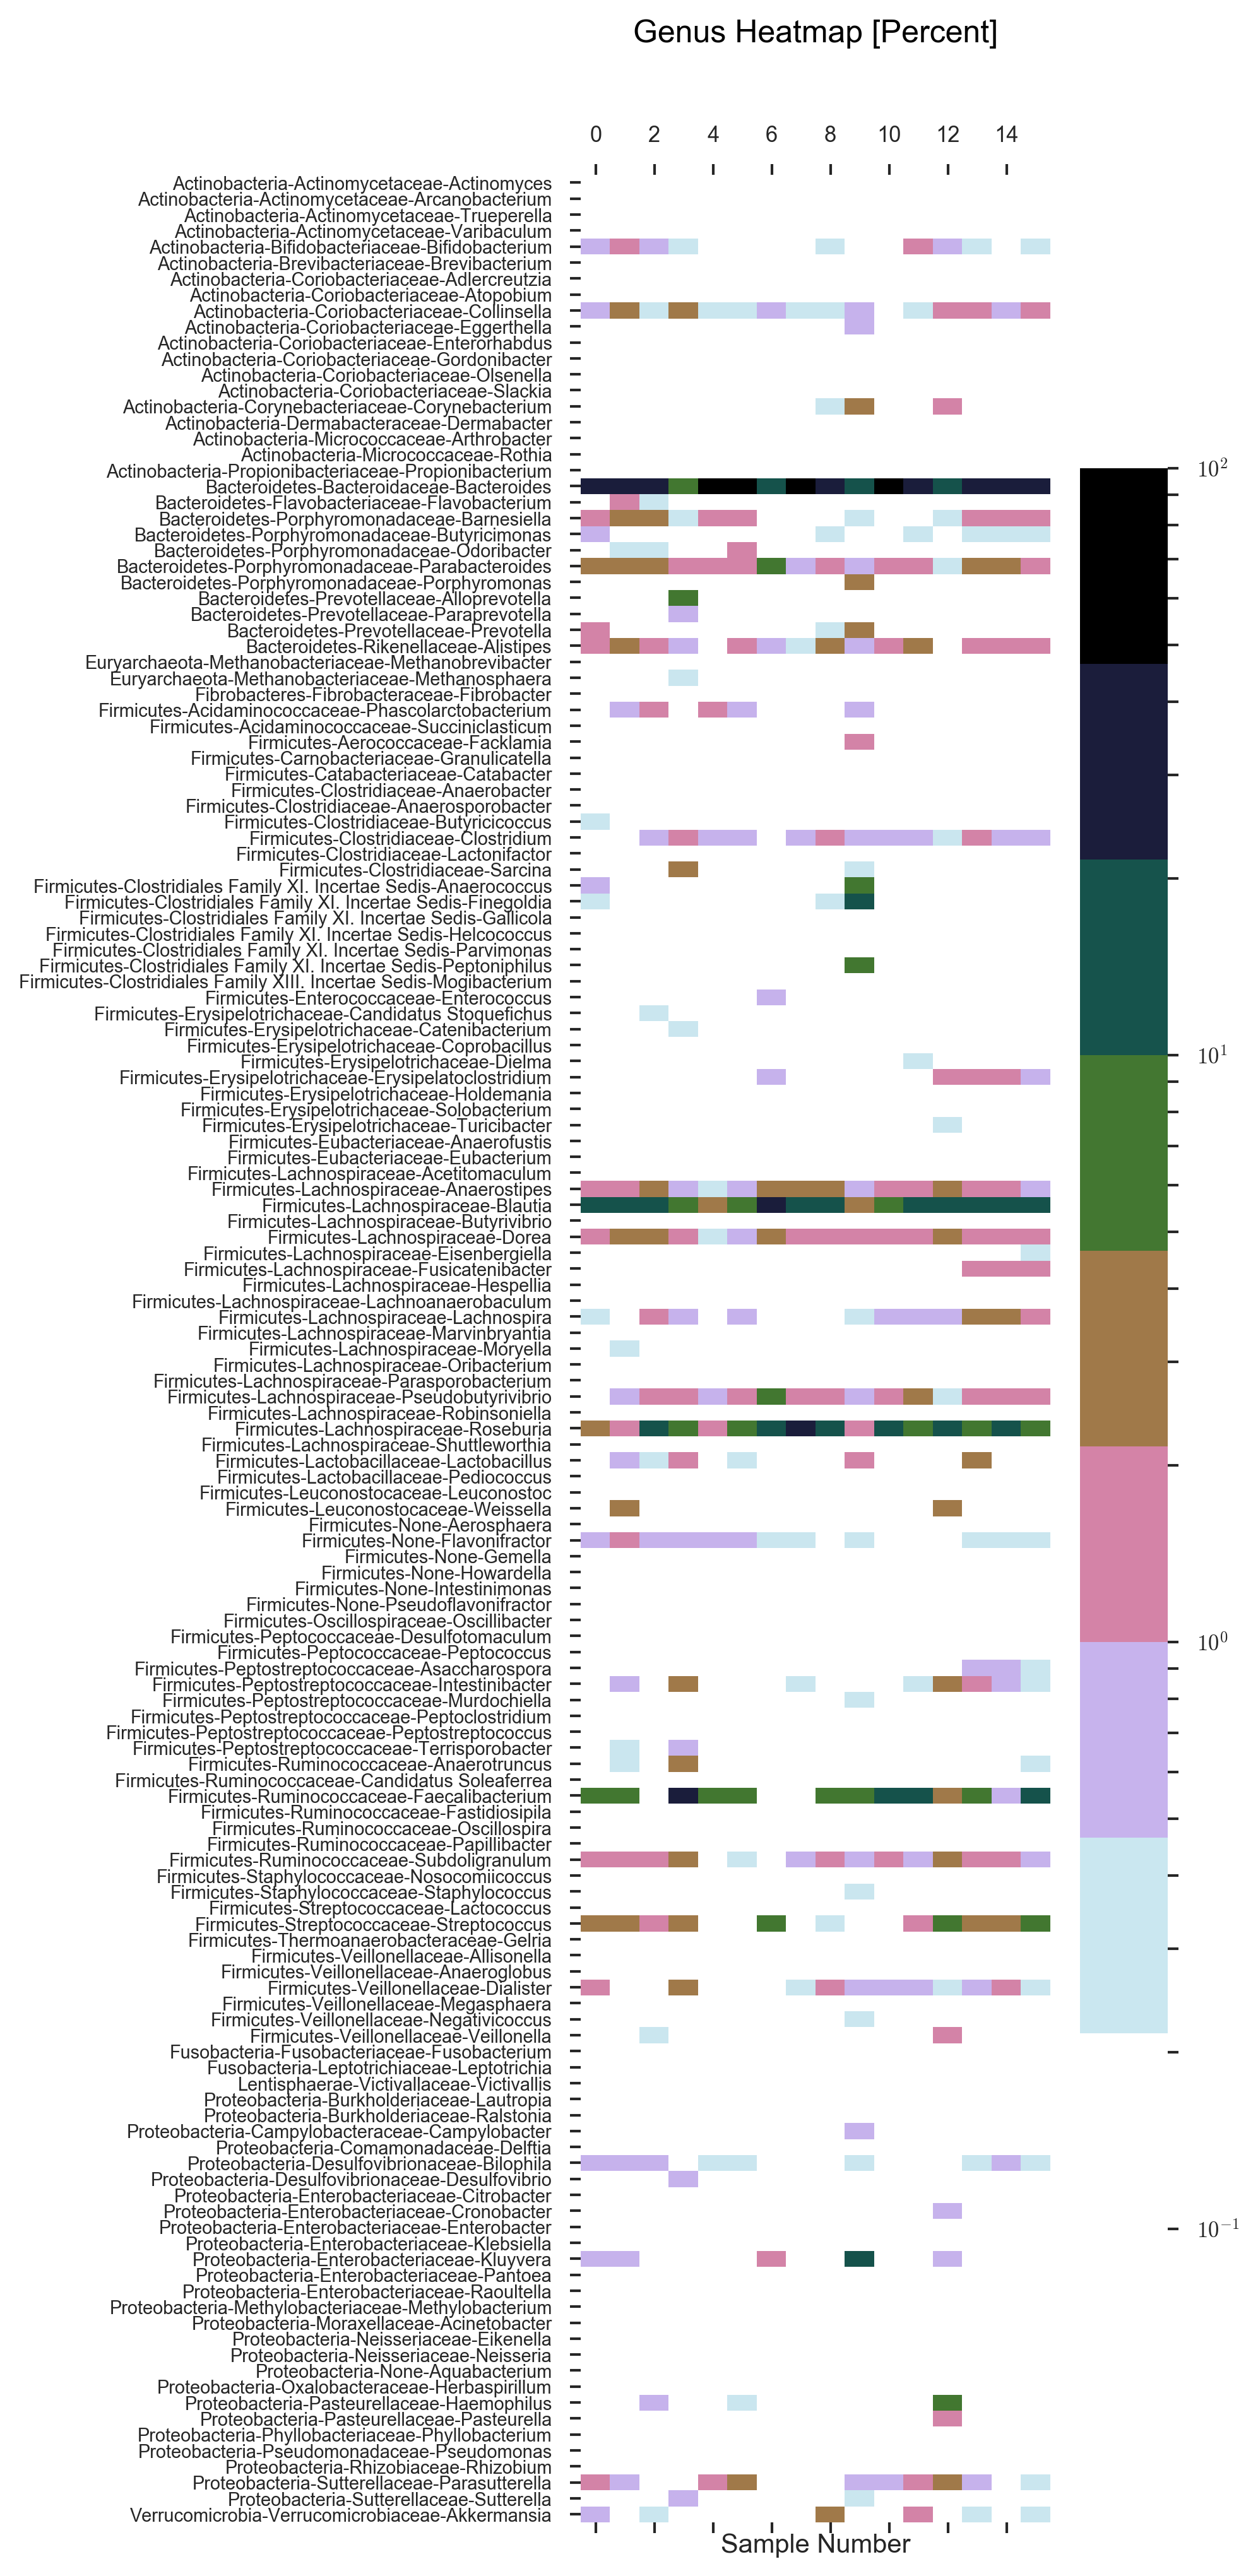 Genus Heatmap [Percent]
0 2 4 6 8 10 12 14
Actinobacteria-Actinomycetaceae-Actinomyces
Actinobacteria-Actinomycetaceae-Arcanobacterium
Actinobacteria-Actinomycetaceae-Trueperella
Actinobacteria-Actinomycetaceae-Varibaculum
Actinobacteria-Bifidobacteriaceae-Bifidobacterium
Actinobacteria-Brevibacteriaceae-Brevibacterium
Actinobacteria-Coriobacteriaceae-Adlercreutzia
Actinobacteria-Coriobacteriaceae-Atopobium
Actinobacteria-Coriobacteriaceae-Collinsella
Actinobacteria-Coriobacteriaceae-Eggerthella
Actinobacteria-Coriobacteriaceae-Enterorhabdus
Actinobacteria-Coriobacteriaceae-Gordonibacter
Actinobacteria-Coriobacteriaceae-Olsenella
Actinobacteria-Coriobacteriaceae-Slackia
Actinobacteria-Corynebacteriaceae-Corynebacterium
Actinobacteria-Dermabacteraceae-Dermabacter
Actinobacteria-Micrococcaceae-Arthrobacter
Actinobacteria-Micrococcaceae-Rothia
Actinobacteria-Propionibacteriaceae-Propionibacterium
Bacteroidetes-Bacteroidaceae-Bacteroides
Bacteroidetes-Flavobacteriaceae-Flavobacterium
Bacteroidetes-Porphyromonadaceae-Barnesiella
Bacteroidetes-Porphyromonadaceae-Butyricimonas
Bacteroidetes-Porphyromonadaceae-Odoribacter
Bacteroidetes-Porphyromonadaceae-Parabacteroides
Bacteroidetes-Porphyromonadaceae-Porphyromonas
Bacteroidetes-Prevotellaceae-Alloprevotella
Bacteroidetes-Prevotellaceae-Paraprevotella
Bacteroidetes-Prevotellaceae-Prevotella
Bacteroidetes-Rikenellaceae-Alistipes
Euryarchaeota-Methanobacteriaceae-Methanobrevibacter
Euryarchaeota-Methanobacteriaceae-Methanosphaera
Fibrobacteres-Fibrobacteraceae-Fibrobacter
Firmicutes-Acidaminococcaceae-Phascolarctobacterium
Firmicutes-Acidaminococcaceae-Succiniclasticum
Firmicutes-Aerococcaceae-Facklamia
Firmicutes-Carnobacteriaceae-Granulicatella
Firmicutes-Catabacteriaceae-Catabacter
Firmicutes-Clostridiaceae-Anaerobacter
Firmicutes-Clostridiaceae-Anaerosporobacter
Firmicutes-Clostridiaceae-Butyricicoccus
Firmicutes-Clostridiaceae-Clostridium
Firmicutes-Clostridiaceae-Lactonifactor
Firmicutes-Clostridiaceae-Sarcina
Firmicutes-Clostridiales Family XI. Incertae Sedis-Anaerococcus
Firmicutes-Clostridiales Family XI. Incertae Sedis-Finegoldia
Firmicutes-Clostridiales Family XI. Incertae Sedis-Gallicola
Firmicutes-Clostridiales Family XI. Incertae Sedis-Helcococcus
Firmicutes-Clostridiales Family XI. Incertae Sedis-Parvimonas
Firmicutes-Clostridiales Family XI. Incertae Sedis-Peptoniphilus
Firmicutes-Clostridiales Family XIII. Incertae Sedis-Mogibacterium
Firmicutes-Enterococcaceae-Enterococcus
Firmicutes-Erysipelotrichaceae-Candidatus Stoquefichus
Firmicutes-Erysipelotrichaceae-Catenibacterium
Firmicutes-Erysipelotrichaceae-Coprobacillus
Firmicutes-Erysipelotrichaceae-Dielma
Firmicutes-Erysipelotrichaceae-Erysipelatoclostridium
Firmicutes-Erysipelotrichaceae-Holdemania
Firmicutes-Erysipelotrichaceae-Solobacterium
Firmicutes-Erysipelotrichaceae-Turicibacter
Firmicutes-Eubacteriaceae-Anaerofustis
Firmicutes-Eubacteriaceae-Eubacterium
Firmicutes-Lachnospiraceae-Acetitomaculum
Firmicutes-Lachnospiraceae-Anaerostipes
Firmicutes-Lachnospiraceae-Blautia
Firmicutes-Lachnospiraceae-Butyrivibrio
Firmicutes-Lachnospiraceae-Dorea
Firmicutes-Lachnospiraceae-Eisenbergiella
Firmicutes-Lachnospiraceae-Fusicatenibacter
Firmicutes-Lachnospiraceae-Hespellia
Firmicutes-Lachnospiraceae-Lachnoanaerobaculum
Firmicutes-Lachnospiraceae-Lachnospira
Firmicutes-Lachnospiraceae-Marvinbryantia
Firmicutes-Lachnospiraceae-Moryella
Firmicutes-Lachnospiraceae-Oribacterium
Firmicutes-Lachnospiraceae-Parasporobacterium
Firmicutes-Lachnospiraceae-Pseudobutyrivibrio
Firmicutes-Lachnospiraceae-Robinsoniella
Firmicutes-Lachnospiraceae-Roseburia
Firmicutes-Lachnospiraceae-Shuttleworthia
Firmicutes-Lactobacillaceae-Lactobacillus
Firmicutes-Lactobacillaceae-Pediococcus
Firmicutes-Leuconostocaceae-Leuconostoc
Firmicutes-Leuconostocaceae-Weissella
Firmicutes-None-Aerosphaera
Firmicutes-None-Flavonifractor
Firmicutes-None-Gemella
Firmicutes-None-Howardella
Firmicutes-None-Intestinimonas
Firmicutes-None-Pseudoflavonifractor
Firmicutes-Oscillospiraceae-Oscillibacter
Firmicutes-Peptococcaceae-Desulfotomaculum
Firmicutes-Peptococcaceae-Peptococcus
Firmicutes-Peptostreptococcaceae-Asaccharospora
Firmicutes-Peptostreptococcaceae-Intestinibacter
Firmicutes-Peptostreptococcaceae-Murdochiella
Firmicutes-Peptostreptococcaceae-Peptoclostridium
Firmicutes-Peptostreptococcaceae-Peptostreptococcus
Firmicutes-Peptostreptococcaceae-Terrisporobacter
Firmicutes-Ruminococcaceae-Anaerotruncus
Firmicutes-Ruminococcaceae-Candidatus Soleaferrea
Firmicutes-Ruminococcaceae-Faecalibacterium
Firmicutes-Ruminococcaceae-Fastidiosipila
Firmicutes-Ruminococcaceae-Oscillospira
Firmicutes-Ruminococcaceae-Papillibacter
Firmicutes-Ruminococcaceae-Subdoligranulum
Firmicutes-Staphylococcaceae-Nosocomiicoccus
Firmicutes-Staphylococcaceae-Staphylococcus
Firmicutes-Streptococcaceae-Lactococcus
Firmicutes-Streptococcaceae-Streptococcus
Firmicutes-Thermoanaerobacteraceae-Gelria
Firmicutes-Veillonellaceae-Allisonella
Firmicutes-Veillonellaceae-Anaeroglobus
Firmicutes-Veillonellaceae-Dialister
Firmicutes-Veillonellaceae-Megasphaera
Firmicutes-Veillonellaceae-Negativicoccus
Firmicutes-Veillonellaceae-Veillonella
Fusobacteria-Fusobacteriaceae-Fusobacterium
Fusobacteria-Leptotrichiaceae-Leptotrichia
Lentisphaerae-Victivallaceae-Victivallis
Proteobacteria-Burkholderiaceae-Lautropia
Proteobacteria-Burkholderiaceae-Ralstonia
Proteobacteria-Campylobacteraceae-Campylobacter
Proteobacteria-Comamonadaceae-Delftia
Proteobacteria-Desulfovibrionaceae-Bilophila
Proteobacteria-Desulfovibrionaceae-Desulfovibrio
Proteobacteria-Enterobacteriaceae-Citrobacter
Proteobacteria-Enterobacteriaceae-Cronobacter
Proteobacteria-Enterobacteriaceae-Enterobacter
Proteobacteria-Enterobacteriaceae-Klebsiella
Proteobacteria-Enterobacteriaceae-Kluyvera
Proteobacteria-Enterobacteriaceae-Pantoea
Proteobacteria-Enterobacteriaceae-Raoultella
Proteobacteria-Methylobacteriaceae-Methylobacterium
Proteobacteria-Moraxellaceae-Acinetobacter
Proteobacteria-Neisseriaceae-Eikenella
Proteobacteria-Neisseriaceae-Neisseria
Proteobacteria-None-Aquabacterium
Proteobacteria-Oxalobacteraceae-Herbaspirillum
Proteobacteria-Pasteurellaceae-Haemophilus
Proteobacteria-Pasteurellaceae-Pasteurella
Proteobacteria-Phyllobacteriaceae-Phyllobacterium
Proteobacteria-Pseudomonadaceae-Pseudomonas
Proteobacteria-Rhizobiaceae-Rhizobium
Proteobacteria-Sutterellaceae-Parasutterella
Proteobacteria-Sutterellaceae-Sutterella
Verrucomicrobia-Verrucomicrobiaceae-Akkermansia
Sample Number
10²
10¹
10⁰
10⁻¹